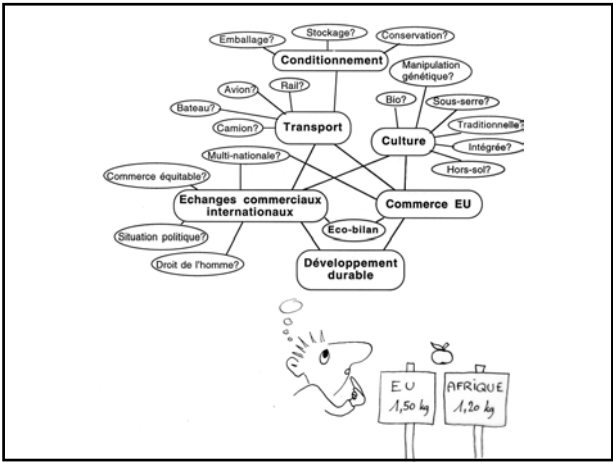 Stockage?
Emballage?
Conservation?
Conditionnement
Manipulation
génétique?
Avion?
Rail?
Bio?
Sous-serre?
Bateau?
Camion?
Transport
Culture
Traditionnelle?
Intégrée?
Multi-nationale?
Hors-sol?
Commerce équitable?
Echanges commerciaux
internationaux
Commerce EU
Eco-bilan
Situation politique?
Droit de l'homme?
Développement
durable
EU
1,50 kg
AFRIQUE
1,20 kg